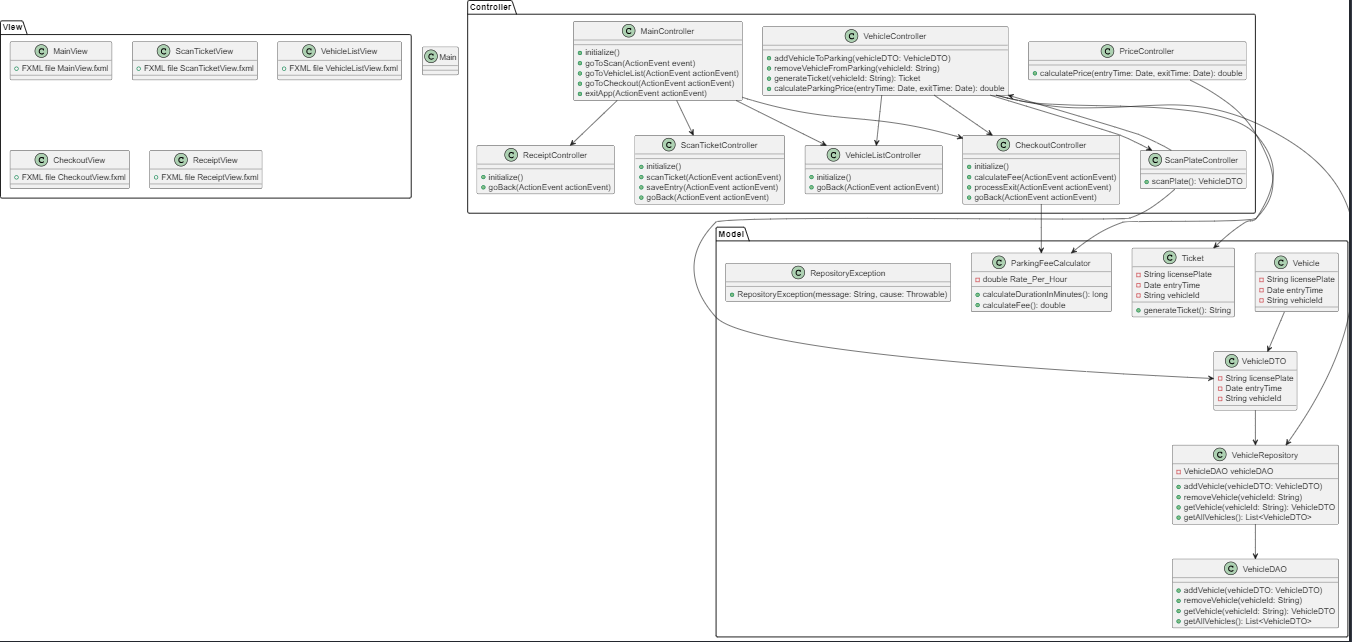 View
C MainView
FXML file MainView.fxml
C ScanTicketView
FXML file ScanTicketView.fxml
C VehicleListView
FXML file VehicleListView.fxml
C CheckoutView
FXML file CheckoutView.fxml
C ReceiptView
FXML file ReceiptView.fxml
C Main
Controller
C MainController
initialize()
goToScan(ActionEvent event)
goToVehicleList(ActionEvent actionEvent)
goToCheckout(ActionEvent actionEvent)
exitApp(ActionEvent actionEvent)
C VehicleController
addVehicleToParking(vehicleDTO: VehicleDTO)
removeVehicleFromParking(vehicleId: String)
generateTicket(vehicleId: String): Ticket
calculateParkingPrice(entryTime: Date, exitTime: Date): double
C PriceController
calculatePrice(entryTime: Date, exitTime: Date): double
C ReceiptController
initialize()
goBack(ActionEvent actionEvent)
C ScanTicketController
initialize()
scanTicket(ActionEvent actionEvent)
saveEntry(ActionEvent actionEvent)
goBack(ActionEvent actionEvent)
C VehicleListController
initialize()
goBack(ActionEvent actionEvent)
C CheckoutController
initialize()
calculateFee(ActionEvent actionEvent)
processExit(ActionEvent actionEvent)
goBack(ActionEvent actionEvent)
C ScanPlateController
scanPlate(): VehicleDTO
Model
C RepositoryException
RepositoryException(message: String, cause: Throwable)
C ParkingFeeCalculator
double Rate_Per_Hour
calculateDurationInMinutes(): long
calculateFee(): double
C Ticket
String licensePlate
Date entryTime
String vehicleId
generateTicket(): String
C Vehicle
String licensePlate
Date entryTime
String vehicleId
C VehicleDTO
String licensePlate
Date entryTime
String vehicleId
C VehicleRepository
VehicleDAO vehicleDAO
addVehicle(vehicleDTO: VehicleDTO)
removeVehicle(vehicleId: String)
getVehicle(vehicleId: String): VehicleDTO
getAllVehicles(): List<VehicleDTO>
C VehicleDAO
addVehicle(vehicleDTO: VehicleDTO)
removeVehicle(vehicleId: String)
getVehicle(vehicleId: String): VehicleDTO
getAllVehicles(): List<VehicleDTO>